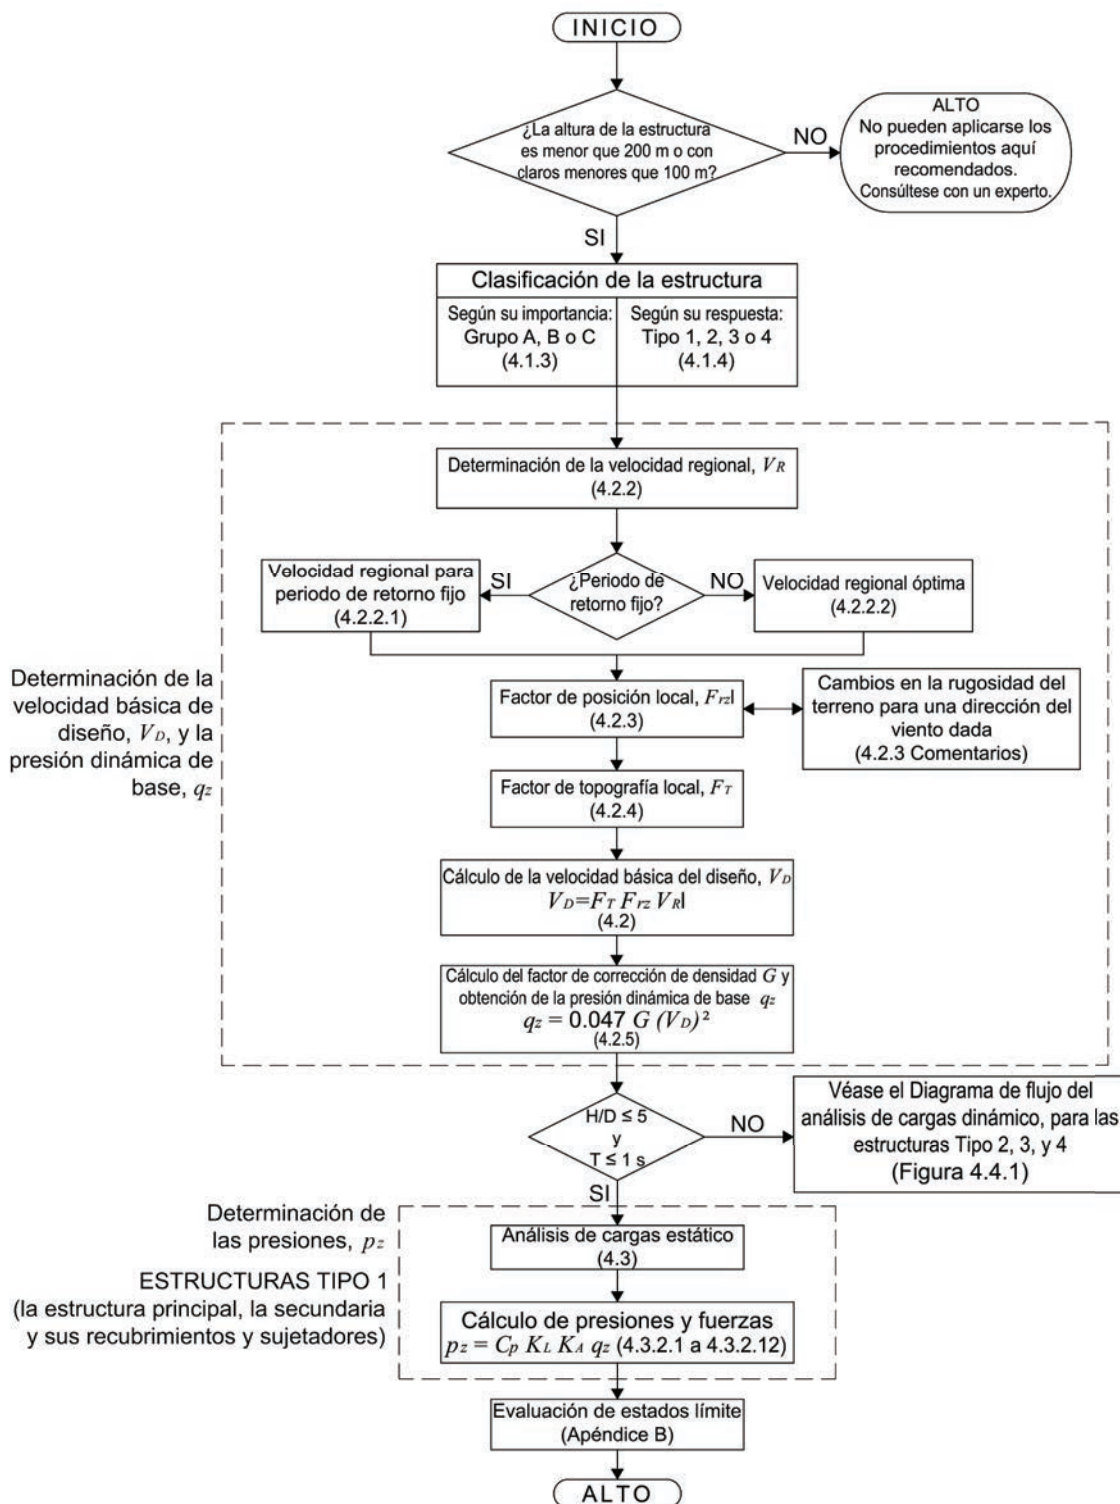 INICIO
¿La altura de la estructura
es menor que 200 m o con
claros menores que 100 m?
NO
ALTO
No pueden aplicarse los
procedimientos aquí
recomendados.
Consúltese con un experto.
SI
Clasificación de la estructura
Según su importancia:
Grupo A, B o C
(4.1.3)
Según su respuesta:
Tipo 1, 2, 3 o 4
(4.1.4)
Determinación de la velocidad regional, VR
(4.2.2)
¿Periodo de
retorno fijo?
SI
Velocidad regional para
periodo de retorno fijo
(4.2.2.1)
NO
Velocidad regional óptima
(4.2.2.2)
Determinación de la
velocidad básica de
diseño, VD, y la
presión dinámica de
base, qz
Factor de posición local, Frz|
(4.2.3)
Cambios en la rugosidad del
terreno para una dirección del
viento dada
(4.2.3 Comentarios)
Factor de topografía local, FT
(4.2.4)
Cálculo de la velocidad básica del diseño, VD
VD=FT Frz VR|
(4.2)
Cálculo del factor de corrección de densidad G y
obtención de la presión dinámica de base qz
qz = 0.047 G (VD)²
(4.2.5)
H/D ≤ 5
y
T ≤ 1 s
NO
Véase el Diagrama de flujo del
análisis de cargas dinámico, para las
estructuras Tipo 2, 3, y 4
(Figura 4.4.1)
SI
Determinación de
las presiones, pz
ESTRUCTURAS TIPO 1
(la estructura principal, la secundaria
y sus recubrimientos y sujetadores)
Análisis de cargas estático
(4.3)
Cálculo de presiones y fuerzas
pz = Cp KL KA qz (4.3.2.1 a 4.3.2.12)
Evaluación de estados límite
(Apéndice B)
ALTO